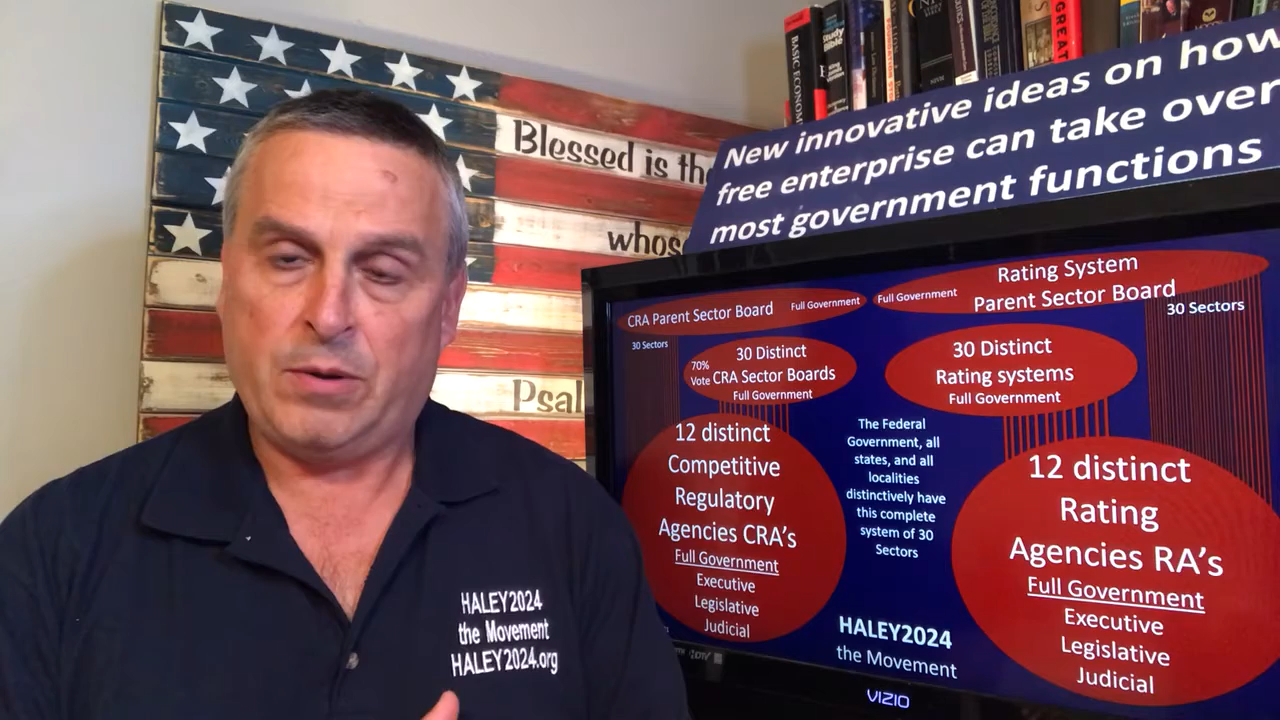 Blessed is the
whose
Psal
BASIC ECONOM
Study
Bible
POLITICS
GREAT
New innovative ideas on how
free enterprise can take over
most government functions
CRA Parent Sector Board
Full Government
30 Sectors
70%
Vote
30 Distinct
CRA Sector Boards
Full Government
12 distinct
Competitive
Regulatory
Agencies CRA's
Full Government
Executive
Legislative
Judicial
The Federal
Government, all
states, and all
localities
distinctively have
this complete
system of 30
Sectors
HALEY2024
the Movement
Full Government
Rating System
Parent Sector Board
30 Sectors
30 Distinct
Rating systems
Full Government
12 distinct
Rating
Agencies RA's
Full Government
Executive
Legislative
Judicial
VIZIO
HALEY2024
the Movement
HALEY2024.org